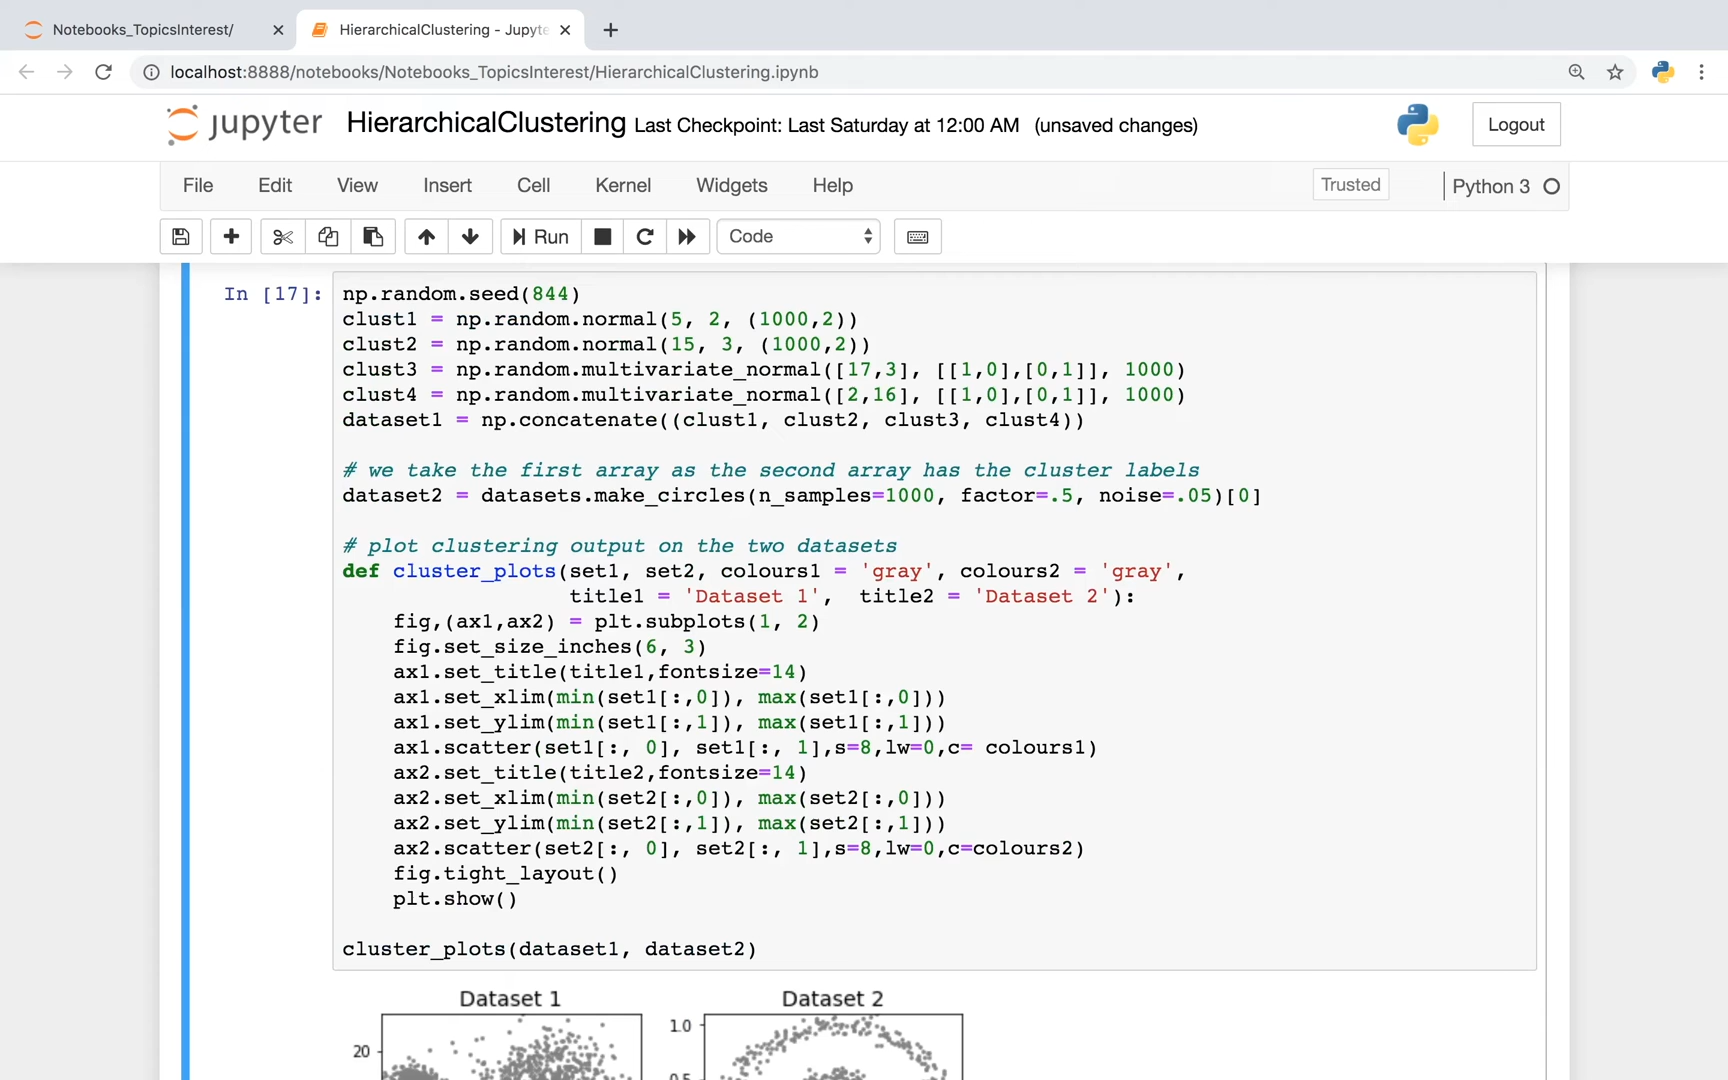 Notebooks_TopicsInterest/
HierarchicalClustering - Jupyte
localhost:8888/notebooks/Notebooks_TopicsInterest/HierarchicalClustering.ipynb
jupyter HierarchicalClustering Last Checkpoint: Last Saturday at 12:00 AM (unsaved changes)
Logout
File Edit View Insert Cell Kernel Widgets Help
Trusted
Python 3
Run
Code
In [17]:
np.random.seed(844)
clust1 = np.random.normal(5, 2, (1000,2))
clust2 = np.random.normal(15, 3, (1000,2))
clust3 = np.random.multivariate_normal([17,3], [[1,0],[0,1]], 1000)
clust4 = np.random.multivariate_normal([2,16], [[1,0],[0,1]], 1000)
dataset1 = np.concatenate((clust1, clust2, clust3, clust4))
# we take the first array as the second array has the cluster labels
dataset2 = datasets.make_circles(n_samples=1000, factor=.5, noise=.05)[0]
# plot clustering output on the two datasets
def cluster_plots(set1, set2, colours1 = 'gray', colours2 = 'gray',
title1 = 'Dataset 1',  title2 = 'Dataset 2'):
fig,(ax1,ax2) = plt.subplots(1, 2)
fig.set_size_inches(6, 3)
ax1.set_title(title1,fontsize=14)
ax1.set_xlim(min(set1[:,0]), max(set1[:,0]))
ax1.set_ylim(min(set1[:,1]), max(set1[:,1]))
ax1.scatter(set1[:, 0], set1[:, 1],s=8,lw=0,c= colours1)
ax2.set_title(title2,fontsize=14)
ax2.set_xlim(min(set2[:,0]), max(set2[:,0]))
ax2.set_ylim(min(set2[:,1]), max(set2[:,1]))
ax2.scatter(set2[:, 0], set2[:, 1],s=8,lw=0,c=colours2)
fig.tight_layout()
plt.show()
cluster_plots(dataset1, dataset2)
Dataset 1
Dataset 2
20
1.0
0.5